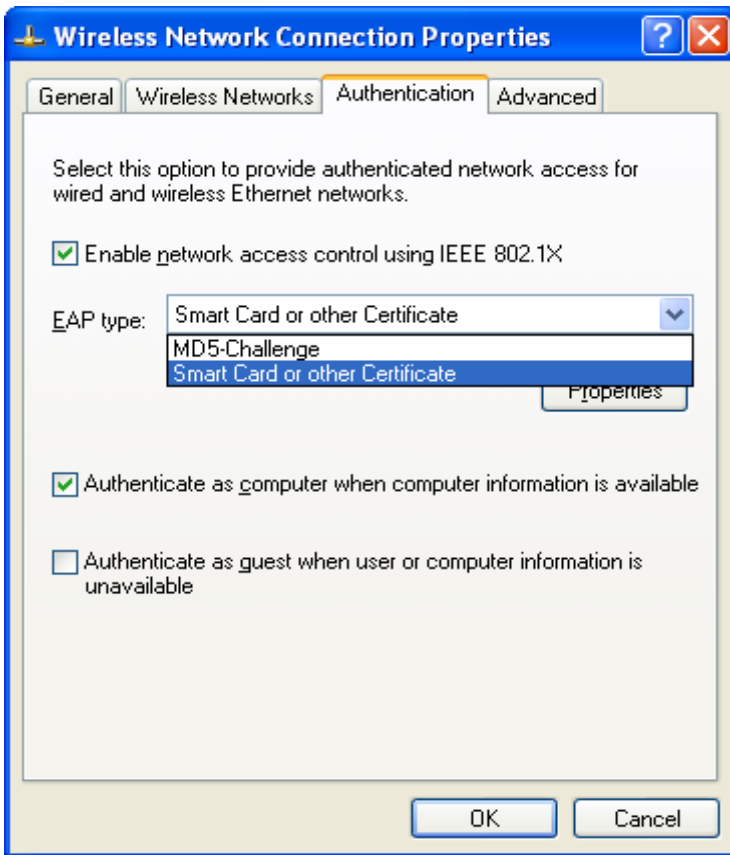 Wireless Network Connection Properties
General Wireless Networks Authentication Advanced
Select this option to provide authenticated network access for
wired and wireless Ethernet networks.
Enable network access control using IEEE 802.1X
EAP type: Smart Card or other Certificate
MD5-Challenge
Smart Card or other Certificate
Properties
Authenticate as computer when computer information is available
Authenticate as guest when user or computer information is
unavailable
OK Cancel